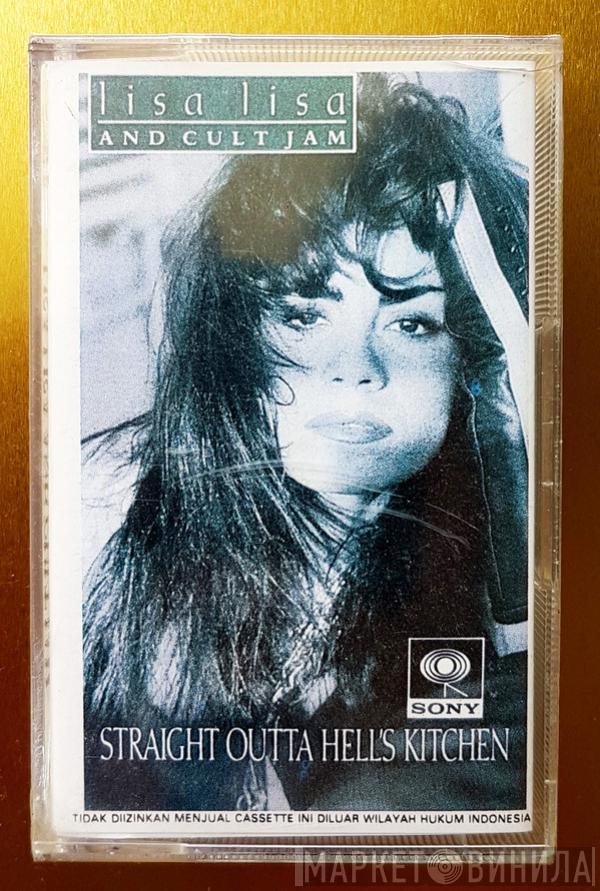 lisa lisa
AND CULT JAM
SONY
STRAIGHT OUTTA HELL'S KITCHEN
TIDAK DIIZINKAN MENJUAL CASSETTE INI DILUAR WILAYAH HUKUM INDONESIA
МАРКЕТ ВИНИЛА